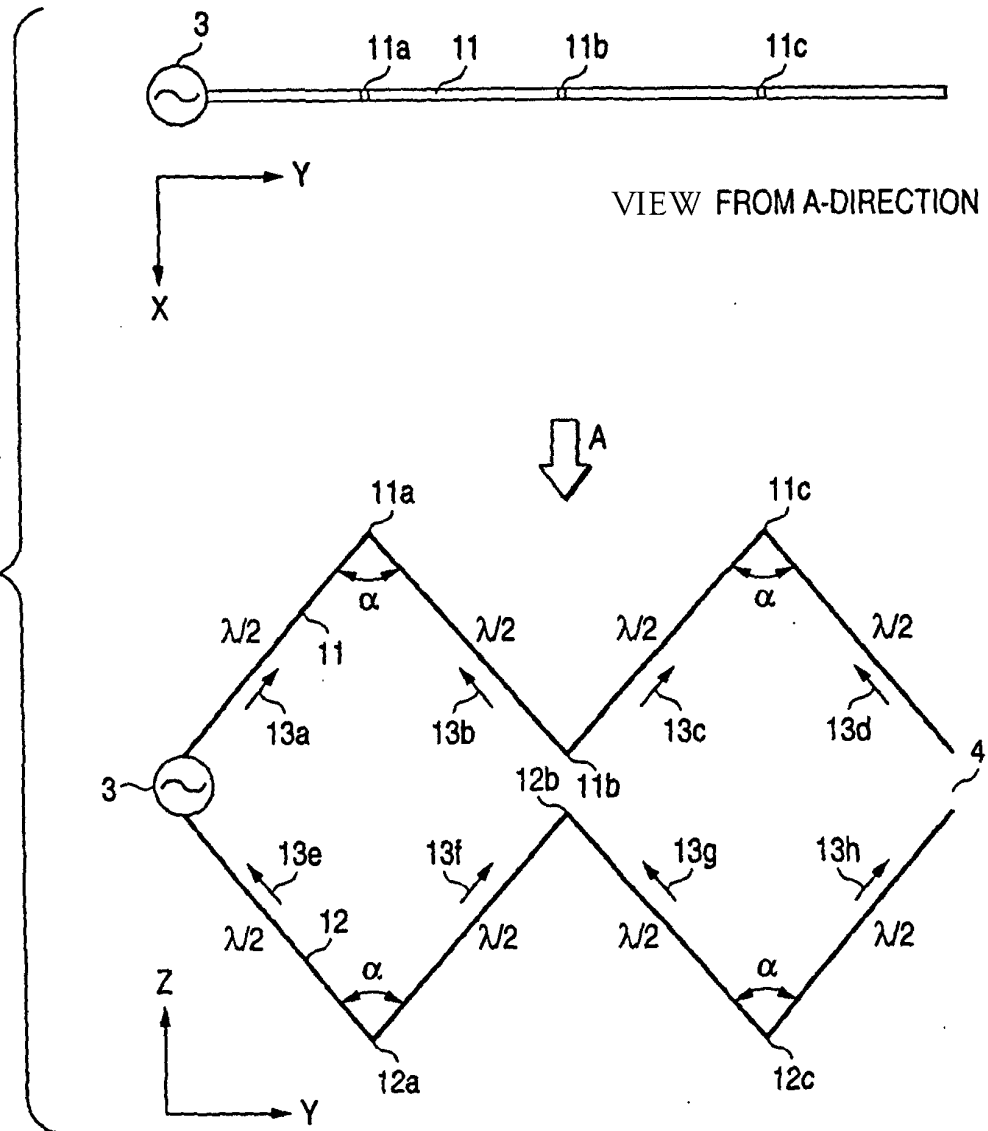 3
11a
11
11b
11c
Y
X
VIEW FROM A-DIRECTION
A
11a
11c
α
α
λ/2
11
λ/2
λ/2
λ/2
13a
13b
13c
13d
3
12b
11b
4
13e
13f
13g
13h
λ/2
12
λ/2
λ/2
λ/2
α
α
Z
12a
12c
Y